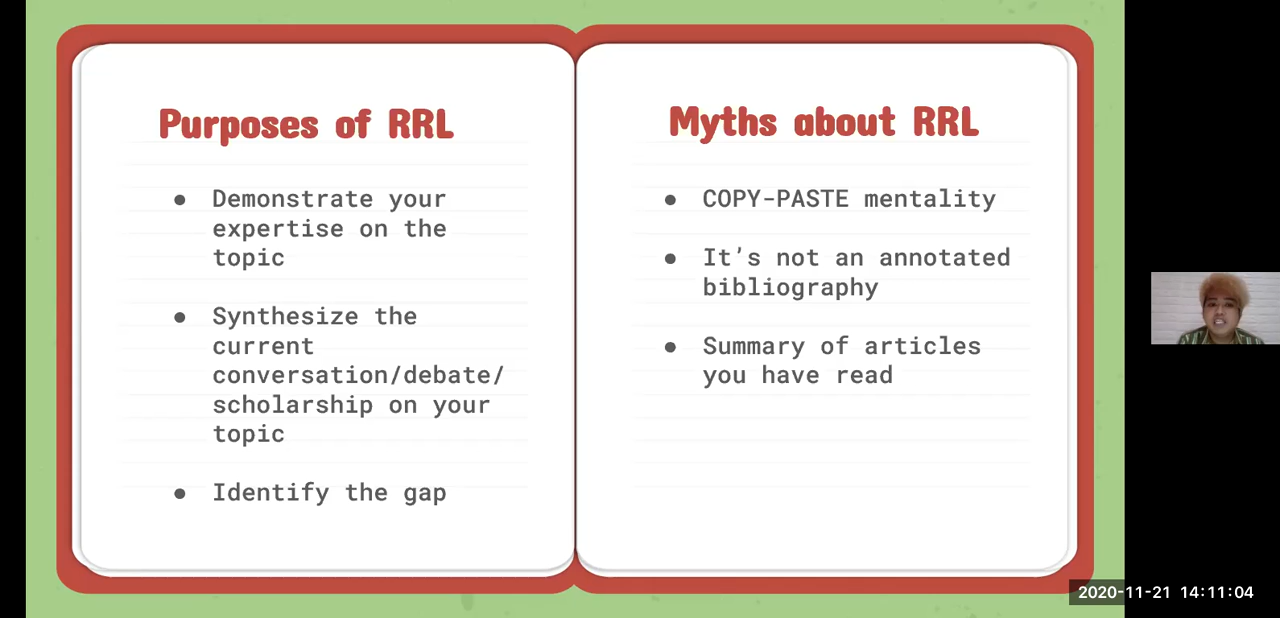 Purposes of RRL
● Demonstrate your
expertise on the
topic
● Synthesize the
current
conversation/debate/
scholarship on your
topic
● Identify the gap
Myths about RRL
● COPY-PASTE mentality
● It’s not an annotated
bibliography
● Summary of articles
you have read
2020-11-21 14:11:04